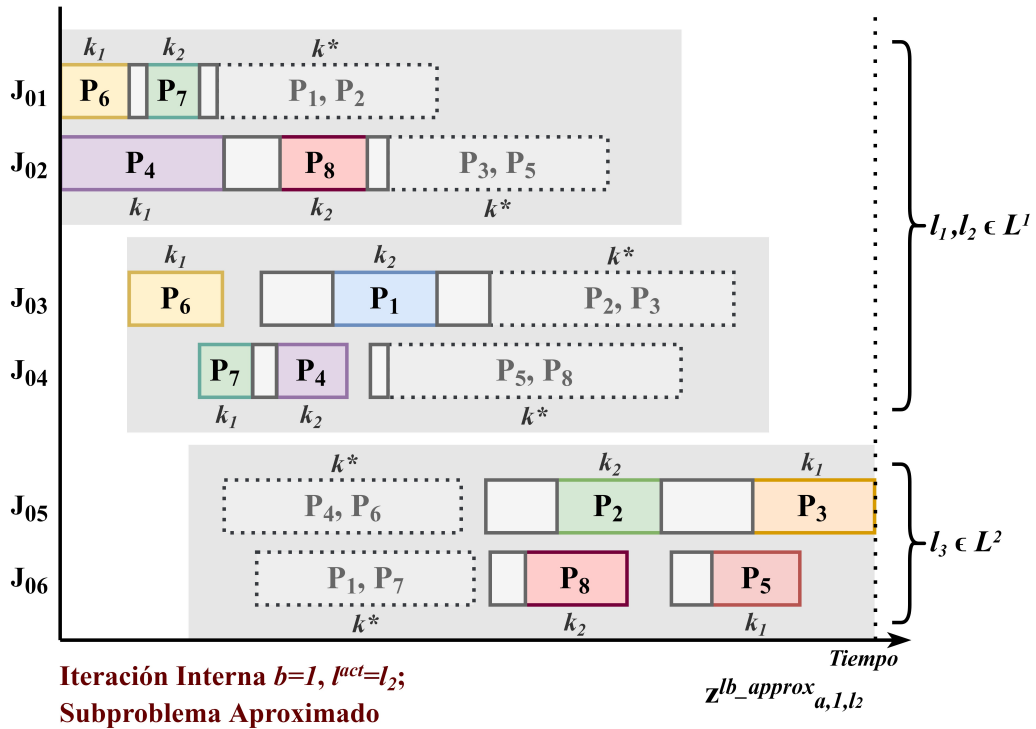 k₁ k₂ k*
J₀₁ P₆ P₇ P₁, P₂
J₀₂ P₄ P₈ P₃, P₅
k₁ k₂ k*
l₁,l₂ ϵ L¹
k₁ k₂ k*
J₀₃ P₆ P₁ P₂, P₃
J₀₄ P₇ P₄ P₅, P₈
k₁ k₂ k*
k* k₂ k₁
J₀₅ P₄, P₆ P₂ P₃
l₃ ϵ L²
J₀₆ P₁, P₇ P₈ P₅
k* k₂ k₁
Tiempo
Iteración Interna b=1, lᵃᶜᵗ=l₂;
z^{lb_approx}_{a,1,l₂}
Subproblema Aproximado